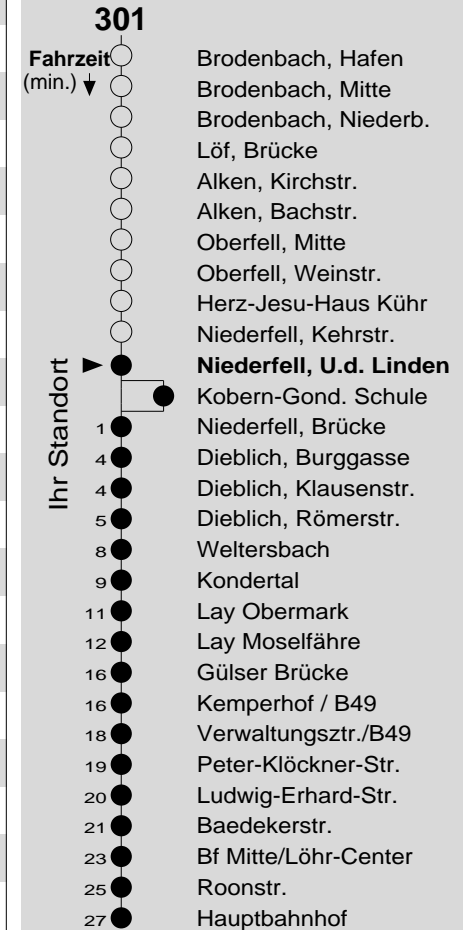 301
Fahrzeit
(min.)
Brodenbach, Hafen
Brodenbach, Mitte
Brodenbach, Niederb.
Löf, Brücke
Alken, Kirchstr.
Alken, Bachstr.
Oberfell, Mitte
Oberfell, Weinstr.
Herz-Jesu-Haus Kühr
Niederfell, Kehrstr.
Ihr Standort
Niederfell, U.d. Linden
Kobern-Gond. Schule
1 Niederfell, Brücke
4 Dieblich, Burggasse
4 Dieblich, Klausenstr.
5 Dieblich, Römerstr.
8 Weltersbach
9 Kondertal
11 Lay Obermark
12 Lay Moselfähre
16 Gülser Brücke
16 Kemperhof / B49
18 Verwaltungsztr./B49
19 Peter-Klöckner-Str.
20 Ludwig-Erhard-Str.
21 Baedekerstr.
23 Bf Mitte/Löhr-Center
25 Roonstr.
27 Hauptbahnhof